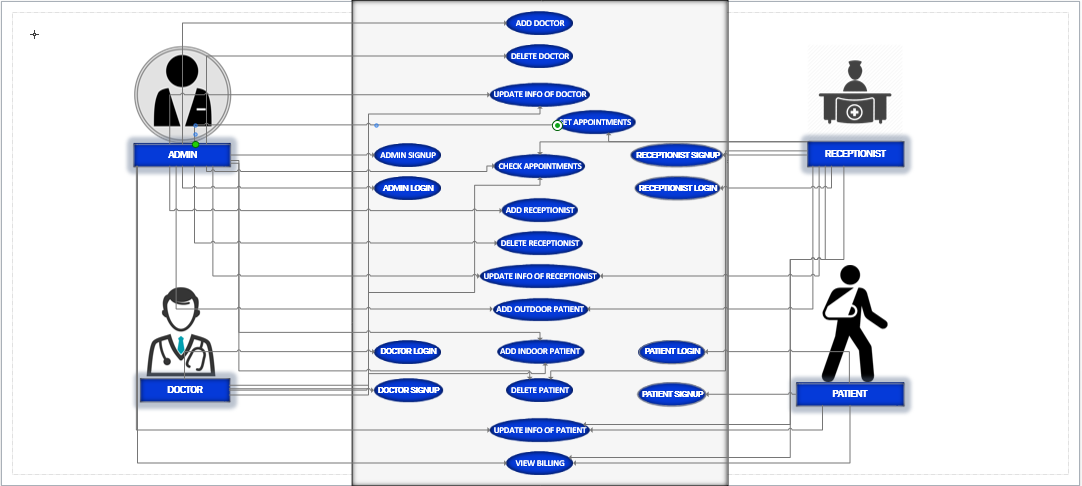 ADD DOCTOR
DELETE DOCTOR
UPDATE INFO OF DOCTOR
ET APPOINTMENTS
ADMIN
ADMIN SIGNUP
CHECK APPOINTMENTS
RECEPTIONIST SIGNUP
RECEPTIONIST
ADMIN LOGIN
RECEPTIONIST LOGIN
ADD RECEPTIONIST
DELETE RECEPTIONIST
UPDATE INFO OF RECEPTIONIST
ADD OUTDOOR PATIENT
DOCTOR LOGIN
ADD INDOOR PATIENT
PATIENT LOGIN
DOCTOR
DOCTOR SIGNUP
DELETE PATIENT
PATIENT SIGNUP
PATIENT
UPDATE INFO OF PATIENT
VIEW BILLING